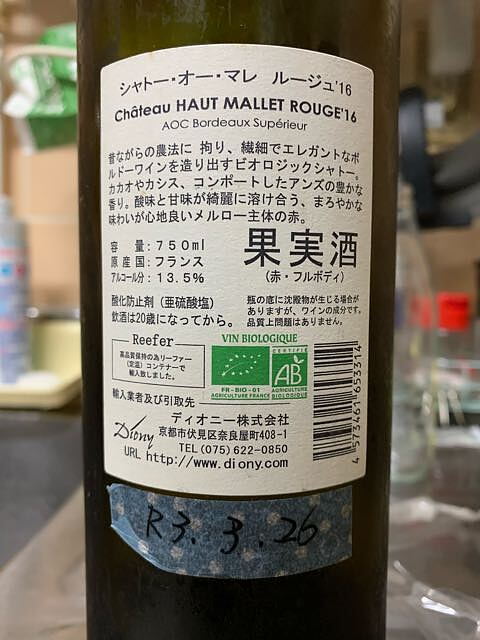 シャトー・オー・マレ ルージュ'16
Château HAUT MALLET ROUGE'16
AOC Bordeaux Supérieur
昔ながらの農法に 拘り、繊細でエレガントなボ
ルドーワインを造り出すビオロジックシャトー。
カカオやカシス、コンポートしたアンズの豊かな
香り。酸味と甘味が綺麗に溶け合う、まろやかな
味わいが心地良いメルロー主体の赤。
容 量:750ml
原 産 国:フランス
アルコール分:13.5%
果実酒
(赤・フルボディ)
酸化防止剤(亜硫酸塩)
飲酒は20歳になってから。
瓶の底に沈殿物が生じる場合が
ありますが、ワインの成分です。
品質上問題はありません。
Reefer
高品質保持の為リーファー
(定温)コンテナーで
輸入致しました。
VIN BIOLOGIQUE
FR-BIO-01
AGRICULTURE FRANCE
CERTIFIÉ
AB
AGRICULTURE
BIOLOGIQUE
4573461653314
輸入業者及び引取先
Diony
ディオニー株式会社
京都市伏見区奈良屋町408-1
TEL(075)622-0850
URL http://www.diony.com
R3.3.26